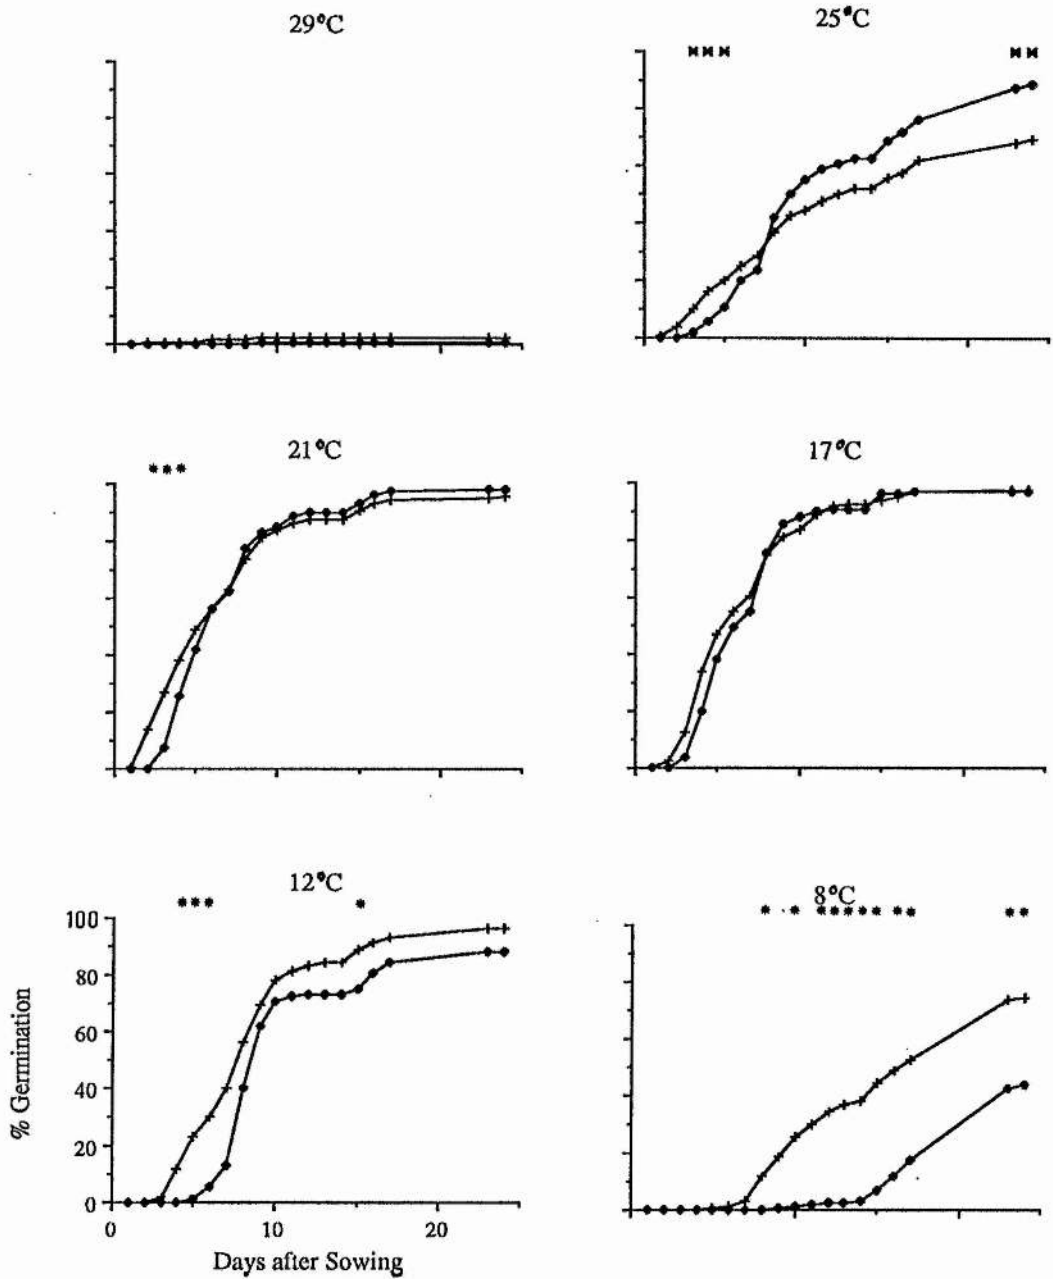 29°C
25°C
* * *
* *
21°C
* * *
17°C
12°C
* * *
*
8°C
* * * * * * * * * * *
100
80
60
40
20
0
% Germination
0
10
20
Days after Sowing